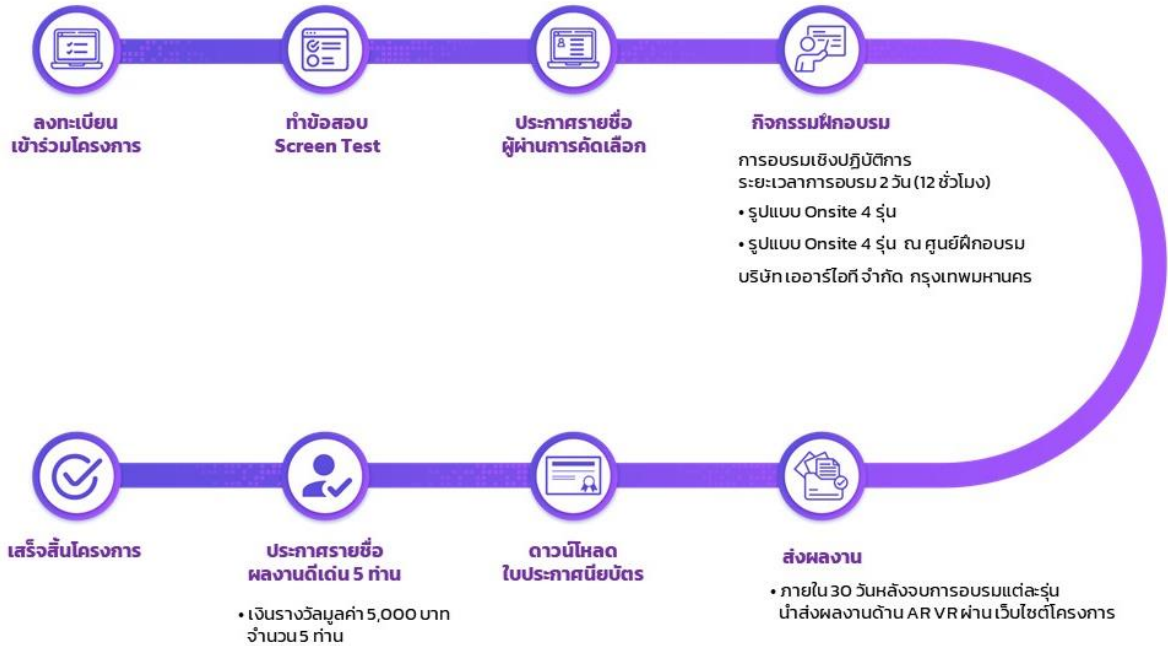 ลงทะเบียน
เข้าร่วมโครงการ
ทำข้อสอบ
Screen Test
ประกาศรายชื่อ
ผู้ผ่านการคัดเลือก
กิจกรรมฝึกอบรม
การอบรมเชิงปฏิบัติการ
ระยะเวลาการอบรม 2 วัน (12 ชั่วโมง)
• รูปแบบ Onsite 4 รุ่น
• รูปแบบ Onsite 4 รุ่น ณ ศูนย์ฝึกอบรม
บริษัท เออาร์ไอที จำกัด กรุงเทพมหานคร
เสร็จสิ้นโครงการ
ประกาศรายชื่อ
ผลงานดีเด่น 5 ท่าน
• เงินรางวัลมูลค่า 5,000 บาท
จำนวน 5 ท่าน
ดาวน์โหลด
ใบประกาศนียบัตร
ส่งผลงาน
• ภายใน 30 วันหลังจบการอบรมแต่ละรุ่น
นำส่งผลงานด้าน AR VR ผ่าน เว็บไซต์โครงการ